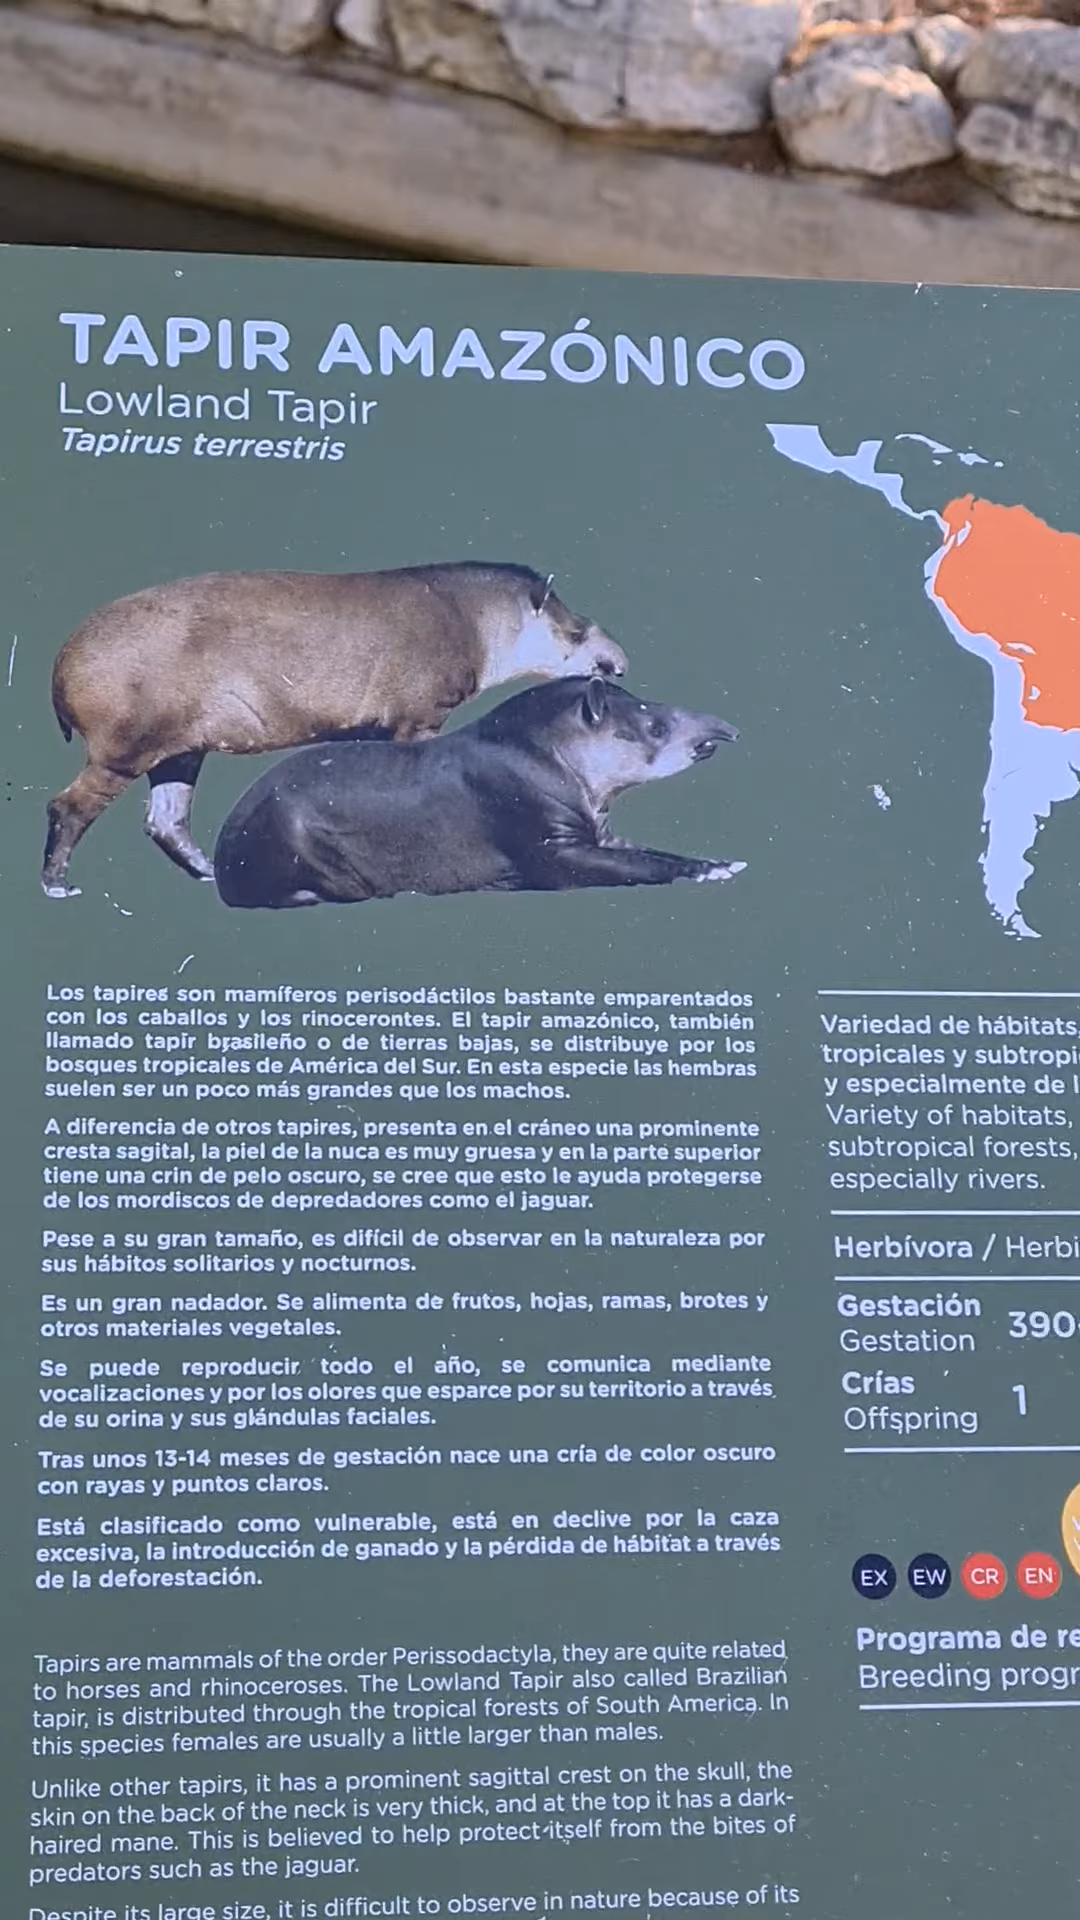 TAPIR AMAZÓNICO
Lowland Tapir
Tapirus terrestris
Los tapires son mamíferos perisodáctilos bastante emparentados
con los caballos y los rinocerontes. El tapir amazónico, también
llamado tapir brasileño o de tierras bajas, se distribuye por los
bosques tropicales de América del Sur. En esta especie las hembras
suelen ser un poco más grandes que los machos.
A diferencia de otros tapires, presenta en el cráneo una prominente
cresta sagital, la piel de la nuca es muy gruesa y en la parte superior
tiene una crin de pelo oscuro, se cree que esto le ayuda protegerse
de los mordiscos de depredadores como el jaguar.
Pese a su gran tamaño, es difícil de observar en la naturaleza por
sus hábitos solitarios y nocturnos.
Es un gran nadador. Se alimenta de frutos, hojas, ramas, brotes y
otros materiales vegetales.
Se puede reproducir todo el año, se comunica mediante
vocalizaciones y por los olores que esparce por su territorio a través
de su orina y sus glándulas faciales.
Tras unos 13-14 meses de gestación nace una cría de color oscuro
con rayas y puntos claros.
Está clasificado como vulnerable, está en declive por la caza
excesiva, la introducción de ganado y la pérdida de hábitat a través
de la deforestación.
Tapirs are mammals of the order Perissodactyla, they are quite related
to horses and rhinoceroses. The Lowland Tapir also called Brazilian
tapir, is distributed through the tropical forests of South America. In
this species females are usually a little larger than males.
Unlike other tapirs, it has a prominent sagittal crest on the skull, the
skin on the back of the neck is very thick, and at the top it has a dark-
haired mane. This is believed to help protect itself from the bites of
predators such as the jaguar.
Despite its large size, it is difficult to observe in nature because of its
Variedad de hábitats,
tropicales y subtropi
y especialmente de
Variety of habitats,
subtropical forests,
especially rivers.
Herbívora / Herbi
Gestación
Gestation
390
Crías
Offspring
1
EX EW CR EN
Programa de re
Breeding progr